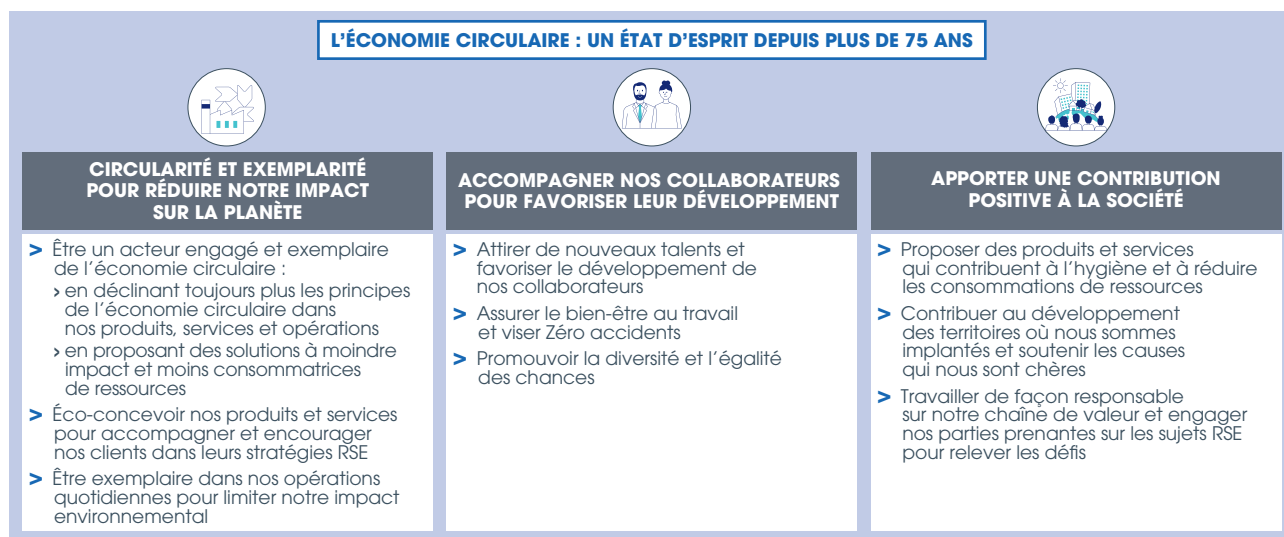 L'ÉCONOMIE CIRCULAIRE : UN ÉTAT D'ESPRIT DEPUIS PLUS DE 75 ANS
CIRCULARITÉ ET EXEMPLARITÉ
POUR RÉDUIRE NOTRE IMPACT
SUR LA PLANÈTE
> Être un acteur engagé et exemplaire
de l'économie circulaire :
› en déclinant toujours plus les principes
de l'économie circulaire dans
nos produits, services et opérations
› en proposant des solutions à moindre
impact et moins consommatrices
de ressources
> Éco-concevoir nos produits et services
pour accompagner et encourager
nos clients dans leurs stratégies RSE
> Être exemplaire dans nos opérations
quotidiennes pour limiter notre impact
environnemental
ACCOMPAGNER NOS COLLABORATEURS
POUR FAVORISER LEUR DÉVELOPPEMENT
> Attirer de nouveaux talents et
favoriser le développement de
nos collaborateurs
> Assurer le bien-être au travail
et viser Zéro accidents
> Promouvoir la diversité et l'égalité
des chances
APPORTER UNE CONTRIBUTION
POSITIVE À LA SOCIÉTÉ
> Proposer des produits et services
qui contribuent à l'hygiène et à réduire
les consommations de ressources
> Contribuer au développement
des territoires où nous sommes
implantés et soutenir les causes
qui nous sont chères
> Travailler de façon responsable
sur notre chaîne de valeur et engager
nos parties prenantes sur les sujets RSE
pour relever les défis